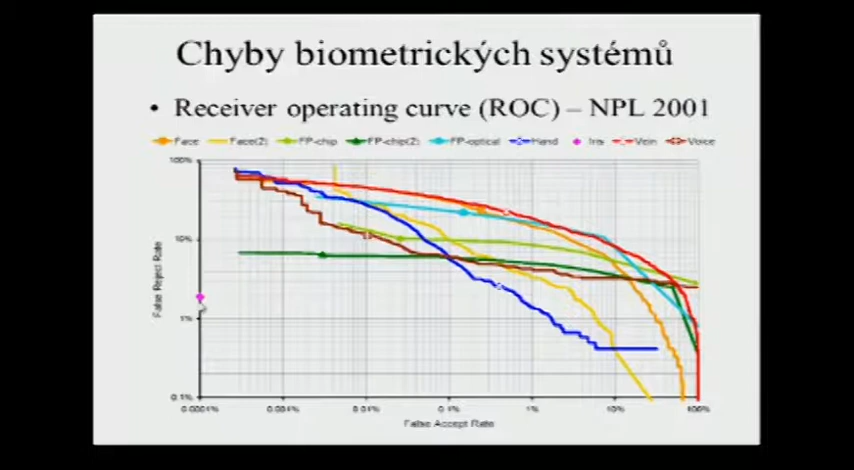 Chyby biometrických systémů
• Receiver operating curve (ROC) – NPL 2001
Face Face(2) FP-chip FP-chip(2) FP-optical Hand Iris Vein Voice
100%
10%
1%
0.1%
False Reject Rate
0.0001% 0.001% 0.01% 0.1% 1% 10% 100%
False Accept Rate